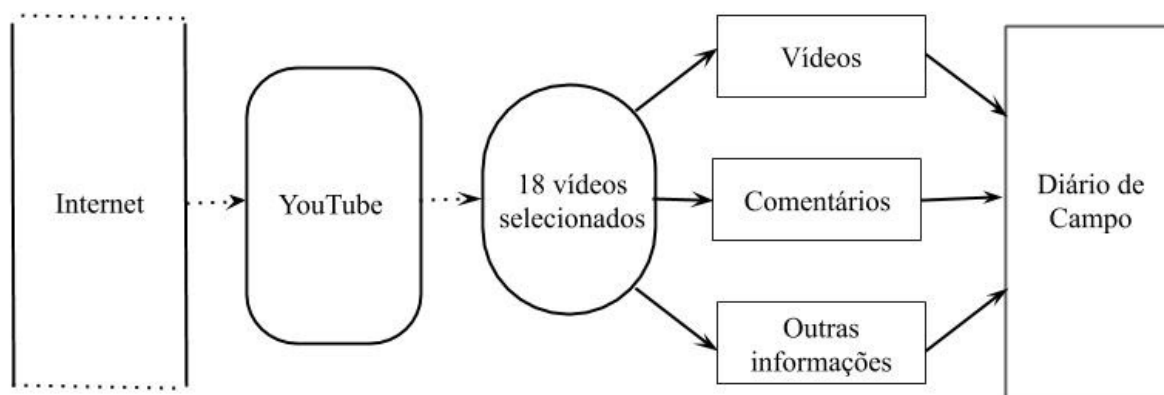 Internet
YouTube
18 vídeos
selecionados
Vídeos
Comentários
Outras
informações
Diário de
Campo